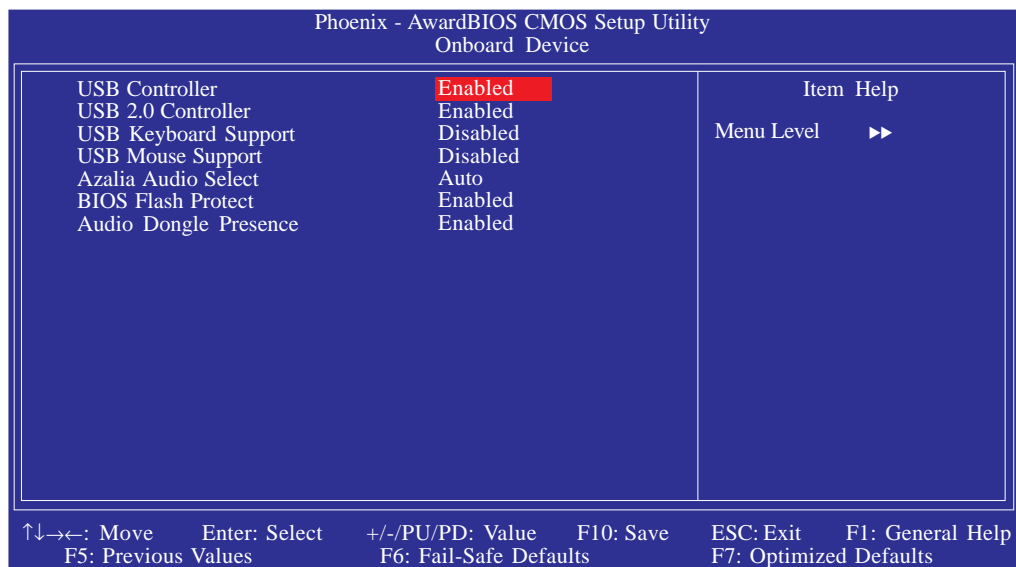 Phoenix - AwardBIOS CMOS Setup Utility
Onboard Device
USB Controller Enabled
USB 2.0 Controller Enabled
USB Keyboard Support Disabled
USB Mouse Support Disabled
Azalia Audio Select Auto
BIOS Flash Protect Enabled
Audio Dongle Presence Enabled
Item Help
Menu Level ▶▶
↑↓→←: Move Enter: Select +/-/PU/PD: Value F10: Save ESC: Exit F1: General Help
F5: Previous Values F6: Fail-Safe Defaults F7: Optimized Defaults